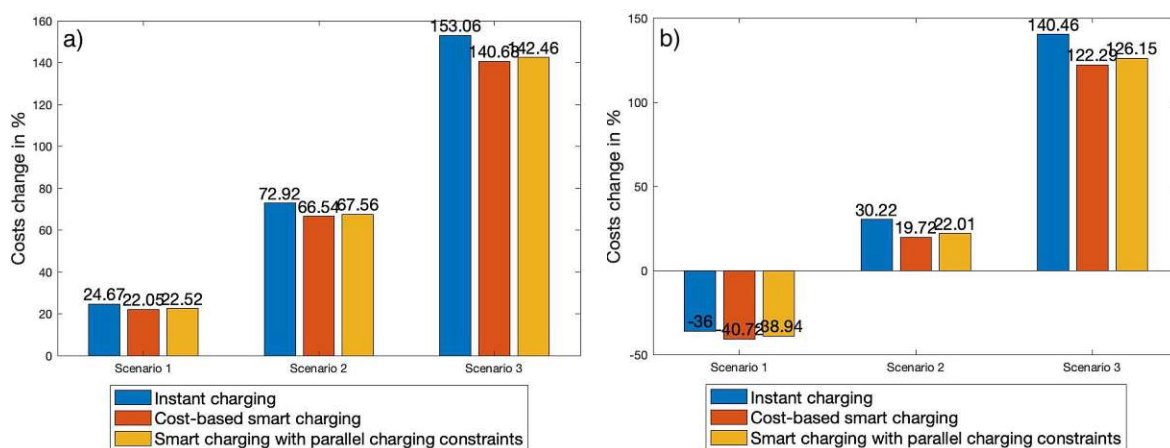 a)
Costs change in %
160
140
120
100
80
60
40
20
0
24.67
22.05
22.52
72.92
66.54
67.56
153.06
140.68
142.46
Scenario 1
Scenario 2
Scenario 3
Instant charging
Cost-based smart charging
Smart charging with parallel charging constraints
b)
Costs change in %
150
100
50
0
-50
-36
-40.72
-38.94
30.22
19.72
22.01
140.46
122.29
126.15
Scenario 1
Scenario 2
Scenario 3
Instant charging
Cost-based smart charging
Smart charging with parallel charging constraints